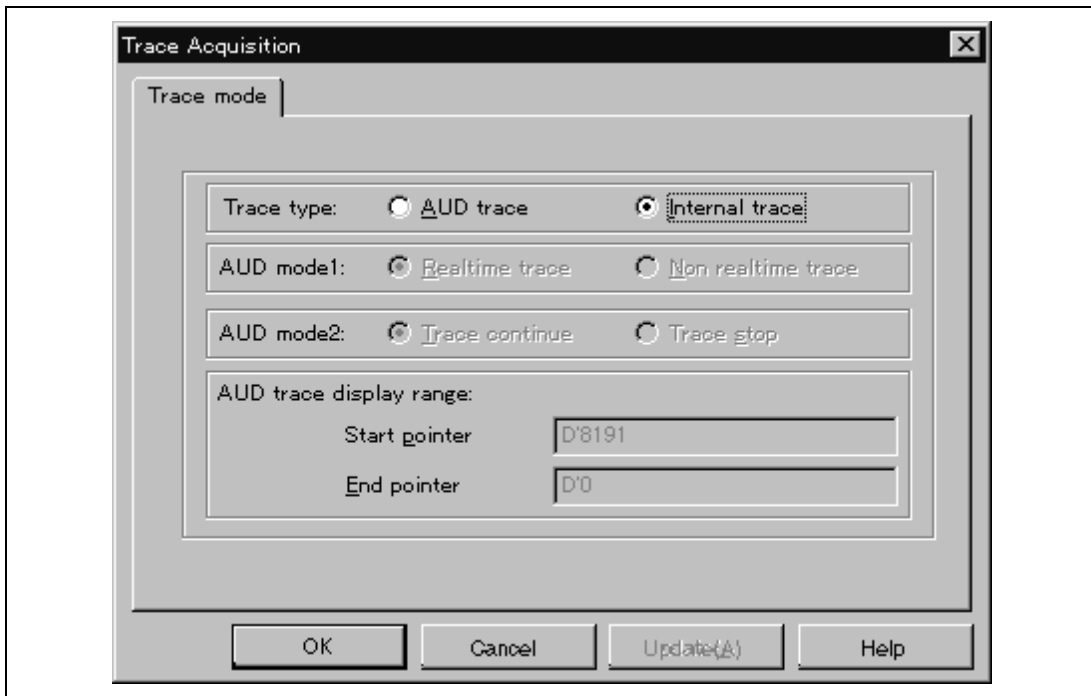 Trace Acquisition
Trace mode
Trace type: AUD trace Internal trace
AUD mode1: Realtime trace Non realtime trace
AUD mode2: Trace continue Trace stop
AUD trace display range:
Start pointer D'8191
End pointer D'0
OK Cancel Update(A) Help